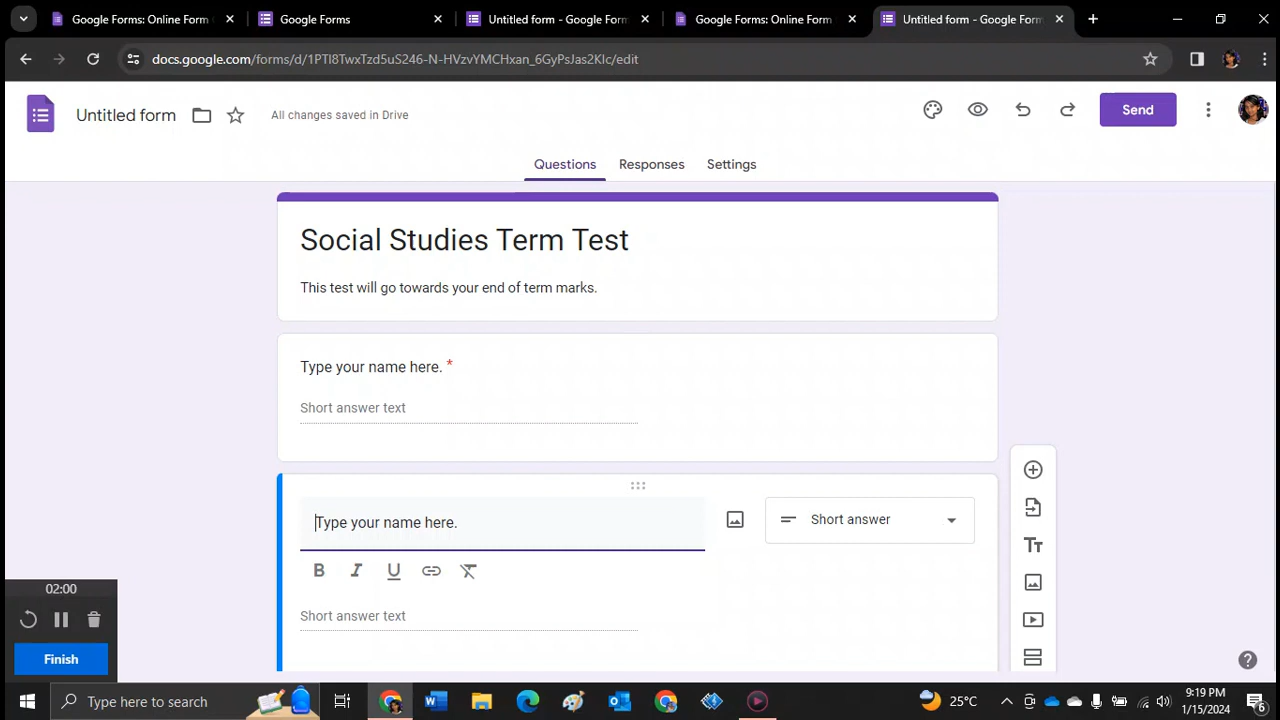 Google Forms: Online Form
Google Forms
Untitled form - Google Form
Google Forms: Online Form
Untitled form - Google Form
docs.google.com/forms/d/1PTl8TwxTzd5uS246-N-HVzvYMCHxan_6GyPsJas2KIc/edit
Untitled form
All changes saved in Drive
Send
Questions
Responses
Settings
Social Studies Term Test
This test will go towards your end of term marks.
Type your name here. *
Short answer text
Type your name here.
Short answer
B I U
Short answer text
Tт
02:00
Finish
Type here to search
25°C
9:19 PM
1/15/2024
6